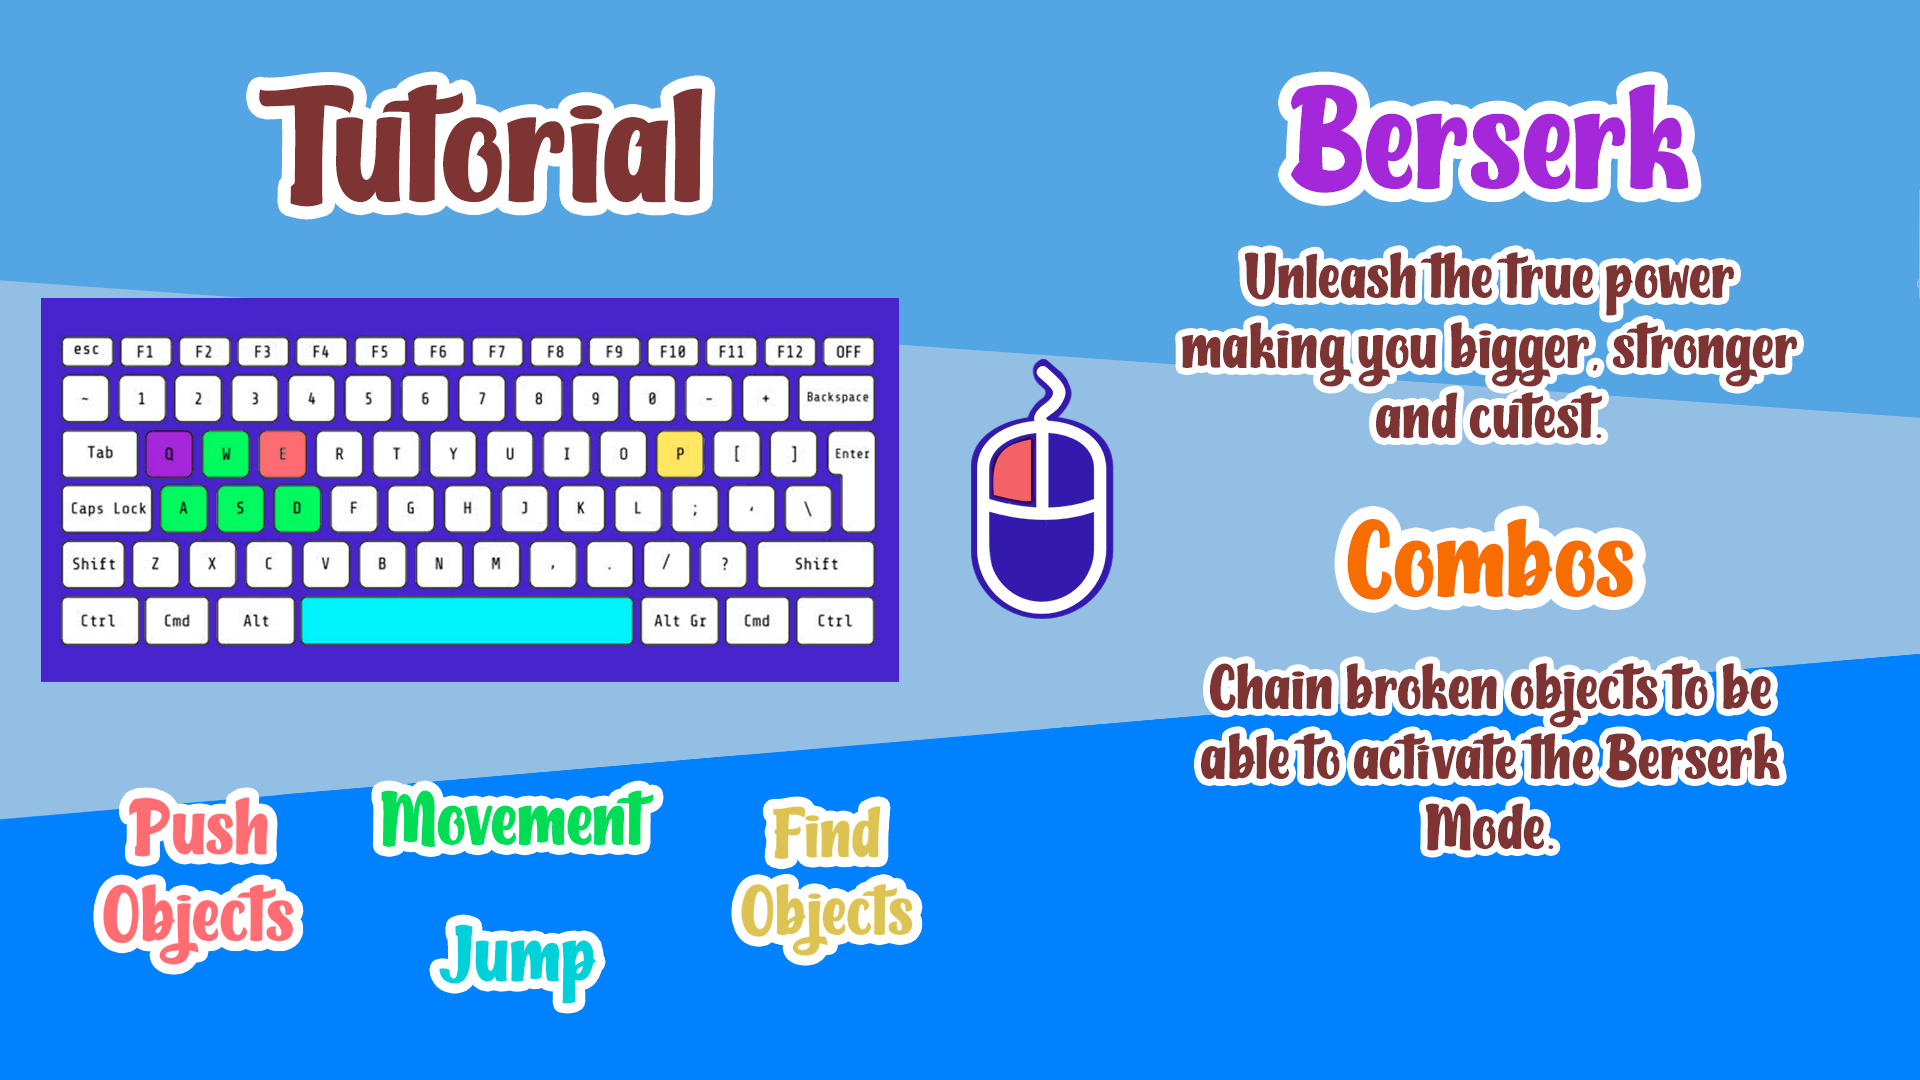 Tutorial
esc F1 F2 F3 F4 F5 F6 F7 F8 F9 F10 F11 F12 OFF
~ 1 2 3 4 5 6 7 8 9 0 - + Backspace
Tab Q W E R T Y U I O P [ ] Enter
Caps Lock A S D F G H J K L ; ‘ \
Shift Z X C V B N M , . / ? Shift
Ctrl Cmd Alt Alt Gr Cmd Ctrl
Push
Objects
Movement
Jump
Find
Objects
Berserk
Unleash the true power
making you bigger, stronger
and cutest.
Combos
Chain broken objects to be
able to activate the Berserk
Mode.